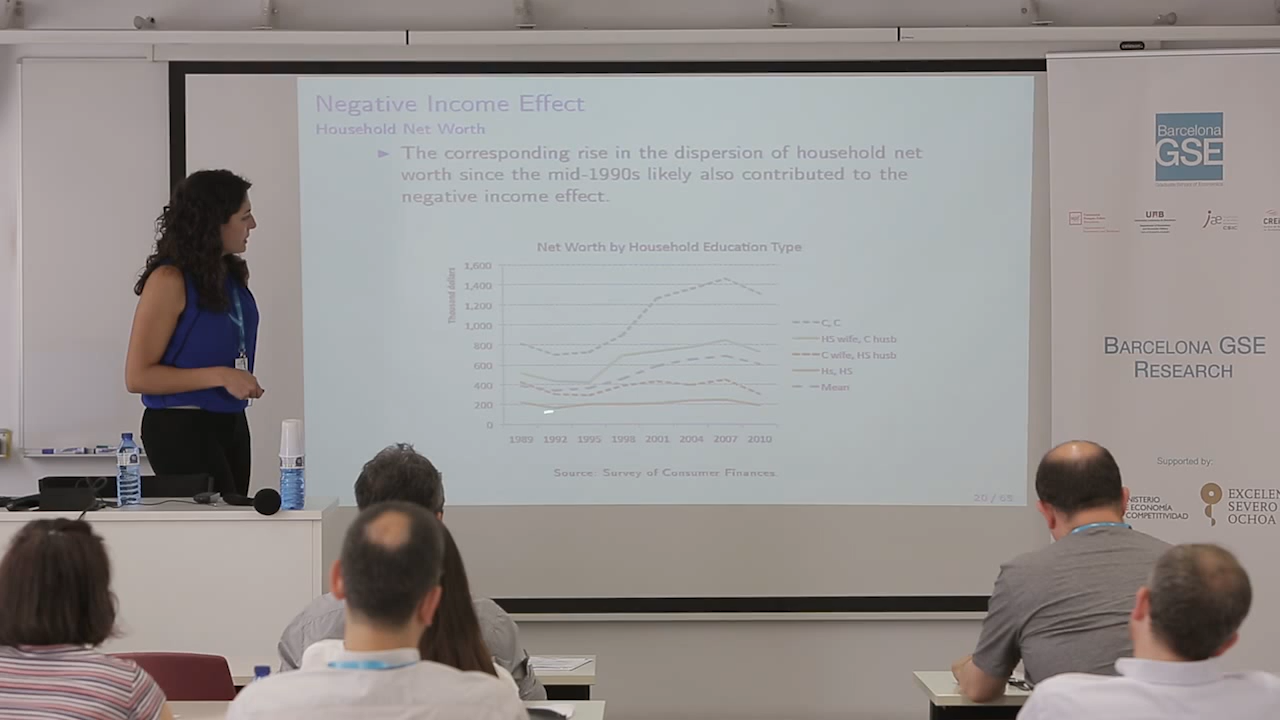 Negative Income Effect
Household Net Worth
► The corresponding rise in the dispersion of household net
worth since the mid-1990s likely also contributed to the
negative income effect.
Net Worth by Household Education Type
Thousand dollars
1,600
1,400
1,200
1,000
800
600
400
200
0
1989 1992 1995 1998 2001 2004 2007 2010
C, C
HS wife, C husb
C wife, HS husb
Hs, HS
Mean
Source: Survey of Consumer Finances.
20 / 65
Barcelona
GSE
UAB
jae
CSIC
CREI
BARCELONA GSE
RESEARCH
Supported by:
NISTERIO
ECONOMÍA
COMPETITIVIDAD
EXCELEN
SEVERO
OCHOA